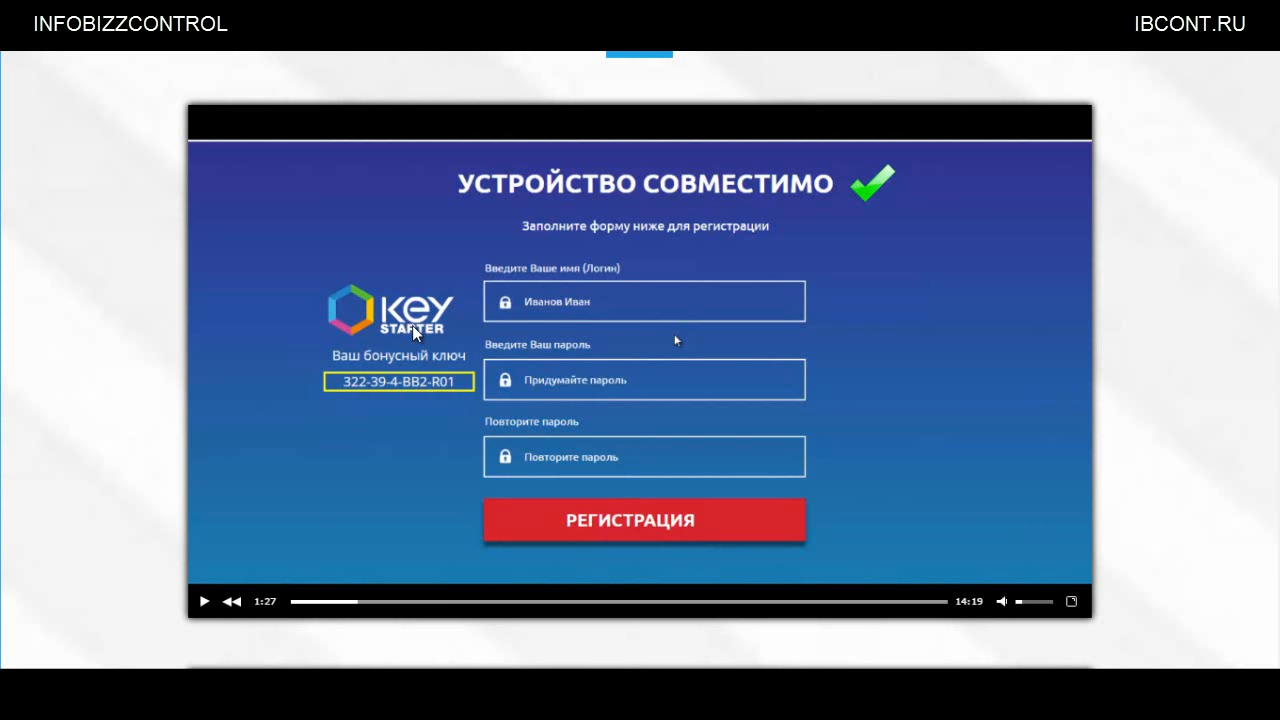 INFOBIZZCONTROL
IBCONT.RU
УСТРОЙСТВО СОВМЕСТИМО
Заполните форму ниже для регистрации
Введите Ваше имя (Логин)
Иванов Иван
KEY
STARTER
Введите Ваш пароль
Ваш бонусный ключ
322-39-4-BB2-R01
Придумайте пароль
Повторите пароль
Повторите пароль
РЕГИСТРАЦИЯ
1:27
14:19